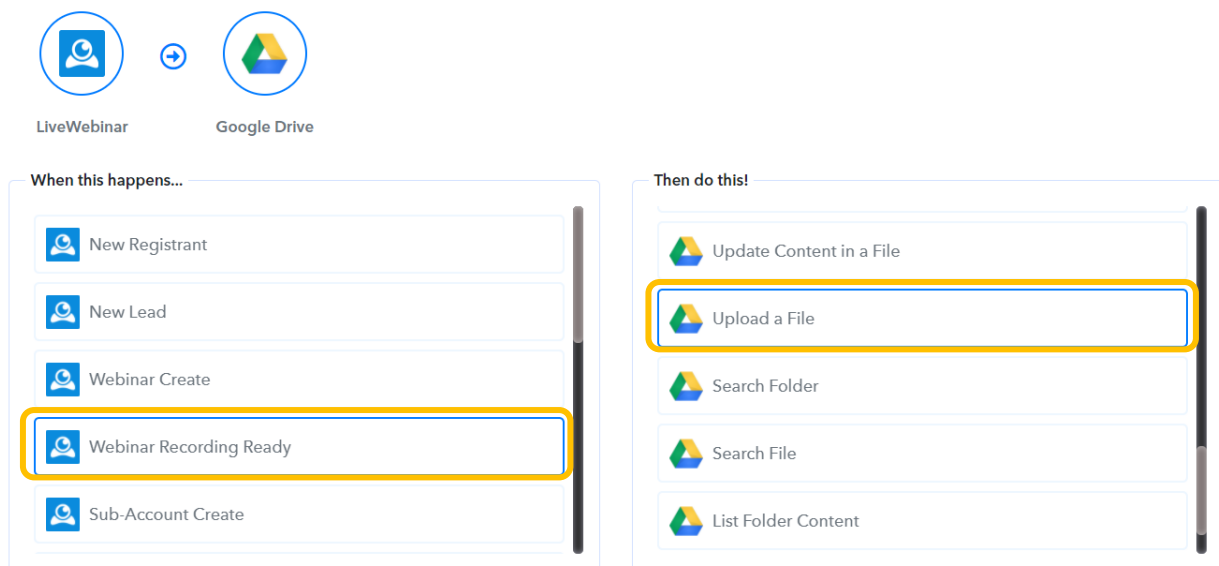 LiveWebinar
Google Drive
When this happens...
New Registrant
New Lead
Webinar Create
Webinar Recording Ready
Sub-Account Create
Then do this!
Update Content in a File
Upload a File
Search Folder
Search File
List Folder Content